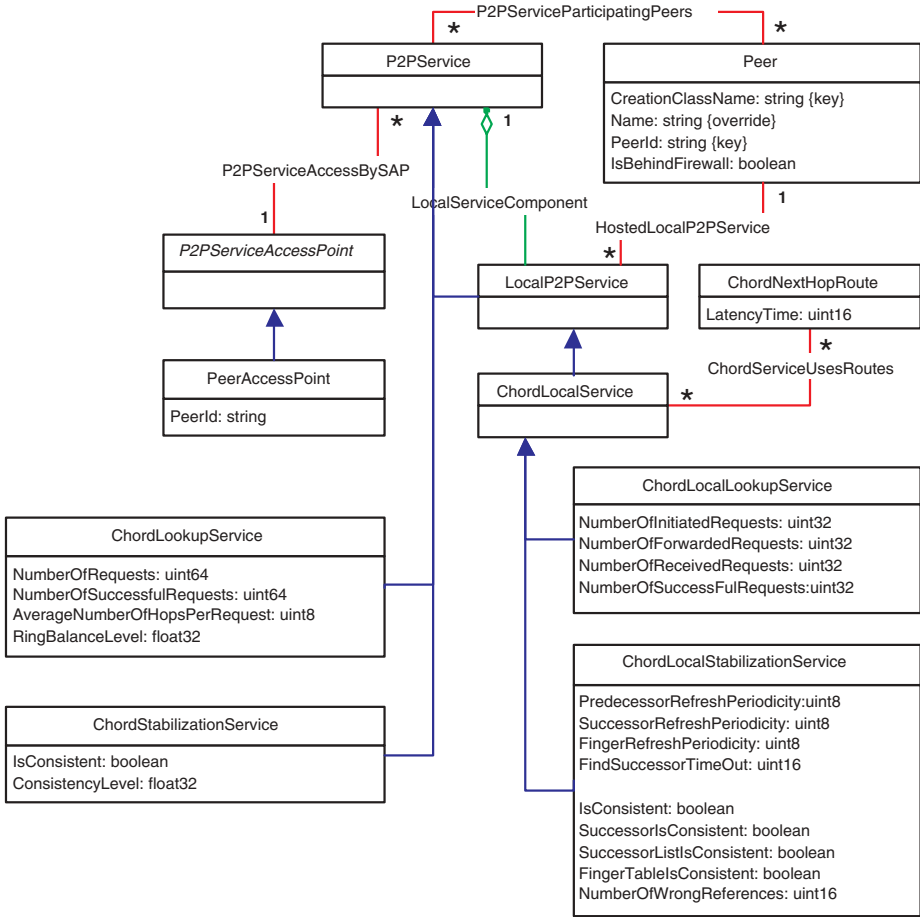 P2PServiceParticipatingPeers
*
*
P2PService
Peer
CreationClassName: string {key}
Name: string {override}
PeerId: string {key}
IsBehindFirewall: boolean
*
1
P2PServiceAccessBySAP
1
LocalServiceComponent
1
HostedLocalP2PService
*
P2PServiceAccessPoint
LocalP2PService
ChordNextHopRoute
LatencyTime: uint16
*
ChordServiceUsesRoutes
*
PeerAccessPoint
PeerId: string
ChordLocalService
ChordLocalLookupService
NumberOfInitiatedRequests: uint32
NumberOfForwardedRequests: uint32
NumberOfReceivedRequests: uint32
NumberOfSuccessFulRequests:uint32
ChordLookupService
NumberOfRequests: uint64
NumberOfSuccessfulRequests: uint64
AverageNumberOfHopsPerRequest: uint8
RingBalanceLevel: float32
ChordLocalStabilizationService
PredecessorRefreshPeriodicity:uint8
SuccessorRefreshPeriodicity: uint8
FingerRefreshPeriodicity: uint8
FindSuccessorTimeOut: uint16
IsConsistent: boolean
SuccessorIsConsistent: boolean
SuccessorListIsConsistent: boolean
FingerTableIsConsistent: boolean
NumberOfWrongReferences: uint16
ChordStabilizationService
IsConsistent: boolean
ConsistencyLevel: float32